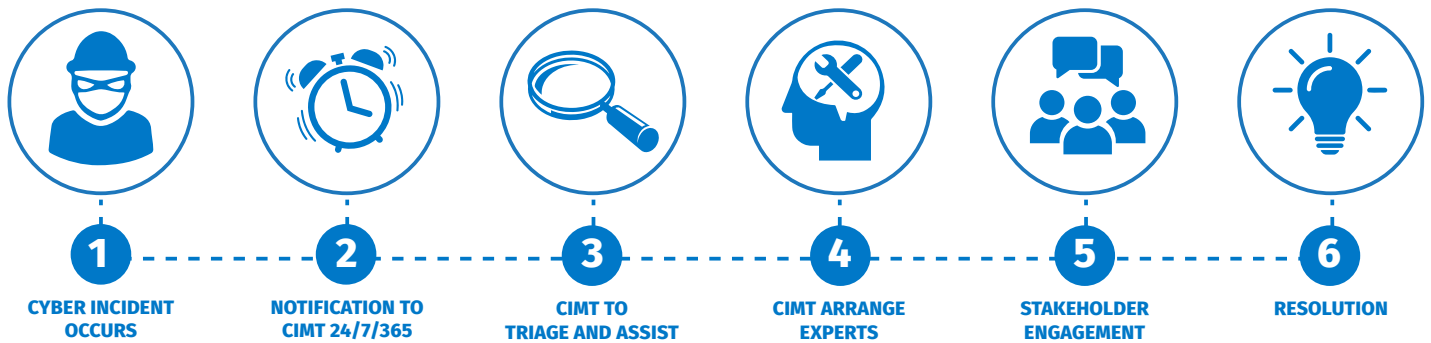 1
CYBER INCIDENT
OCCURS
2
NOTIFICATION TO
CIMT 24/7/365
3
CIMT TO
TRIAGE AND ASSIST
4
CIMT ARRANGE
EXPERTS
5
STAKEHOLDER
ENGAGEMENT
6
RESOLUTION